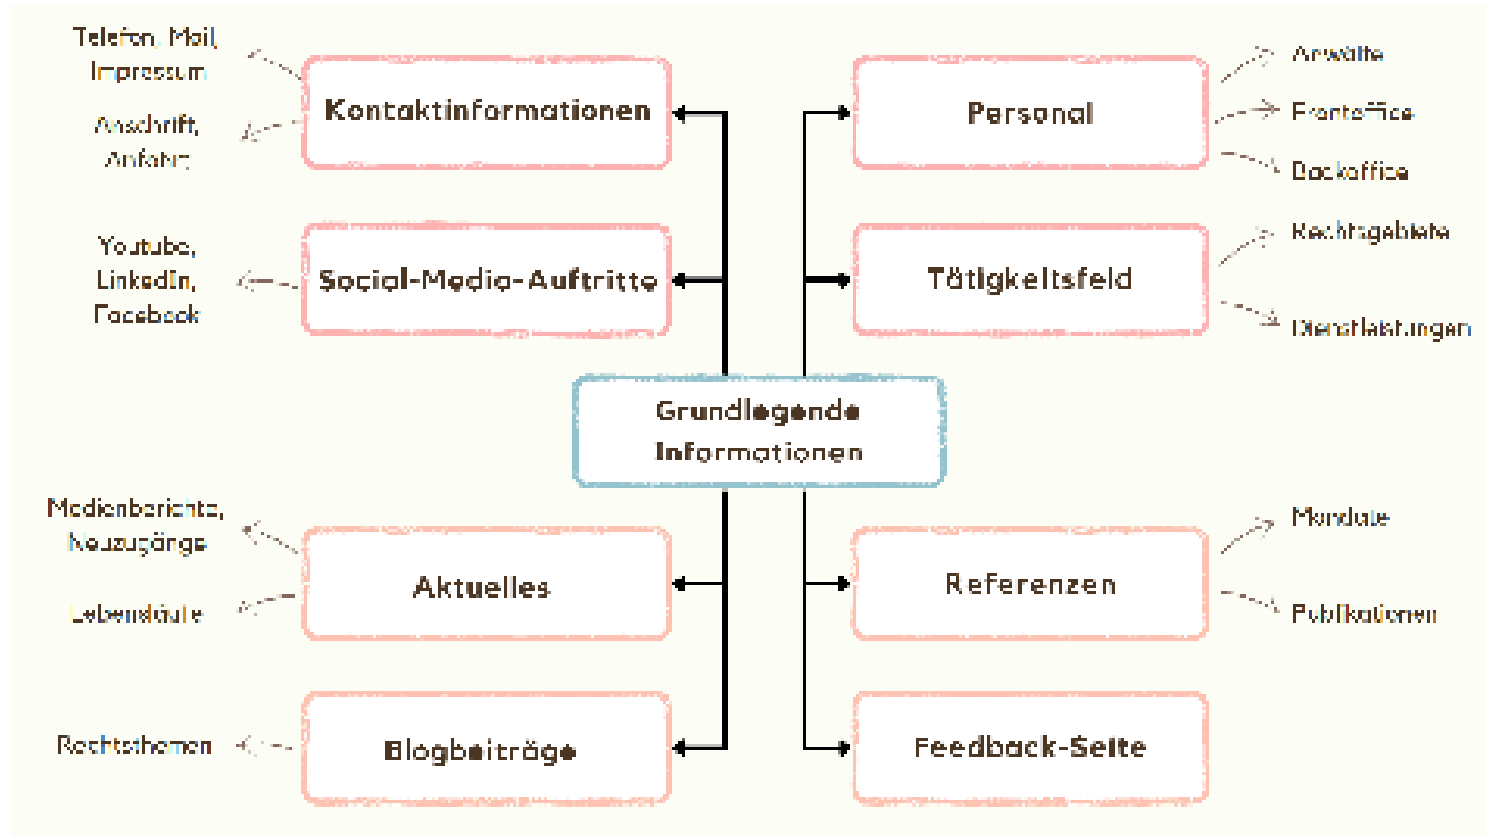 Telefon, Mail,
Impressum
Anschrift,
Anfahrt
Kontaktinformationen
Youtube,
LinkedIn,
Facebook
Social-Media-Auftritte
Personal
Anwälte
Frontoffice
Backoffice
Tätigkeitsfeld
Rechtsgebiete
Dienstleistungen
Grundlegende
Informationen
Medienberichte,
Neuzugänge
Lebensläufe
Aktuelles
Rechtsthemen
Blogbeiträge
Referenzen
Mandate
Publikationen
Feedback-Seite